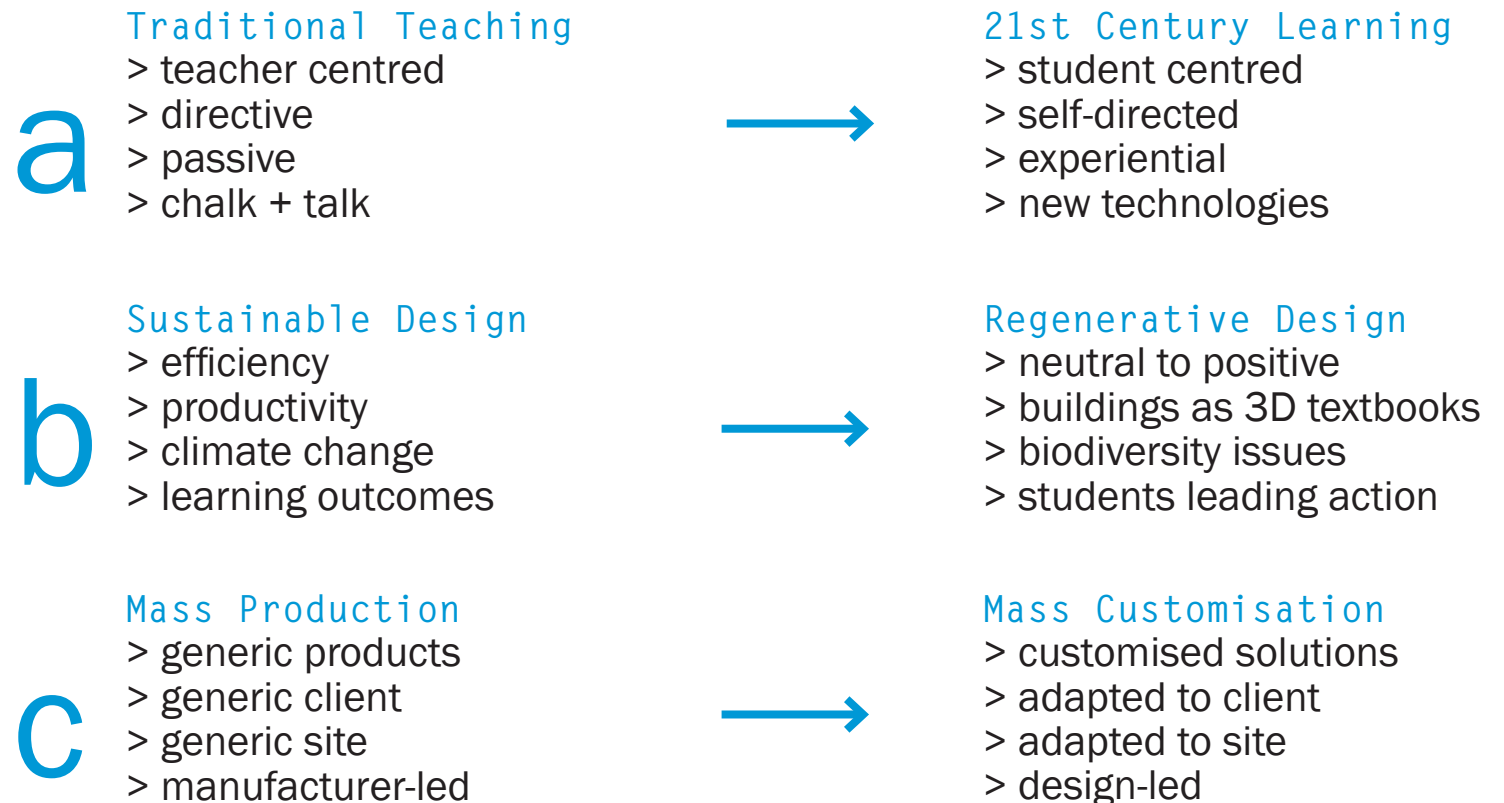 a
Traditional Teaching
> teacher centred
> directive
> passive
> chalk + talk
21st Century Learning
> student centred
> self-directed
> experiential
> new technologies
b
Sustainable Design
> efficiency
> productivity
> climate change
> learning outcomes
Regenerative Design
> neutral to positive
> buildings as 3D textbooks
> biodiversity issues
> students leading action
c
Mass Production
> generic products
> generic client
> generic site
> manufacturer-led
Mass Customisation
> customised solutions
> adapted to client
> adapted to site
> design-led